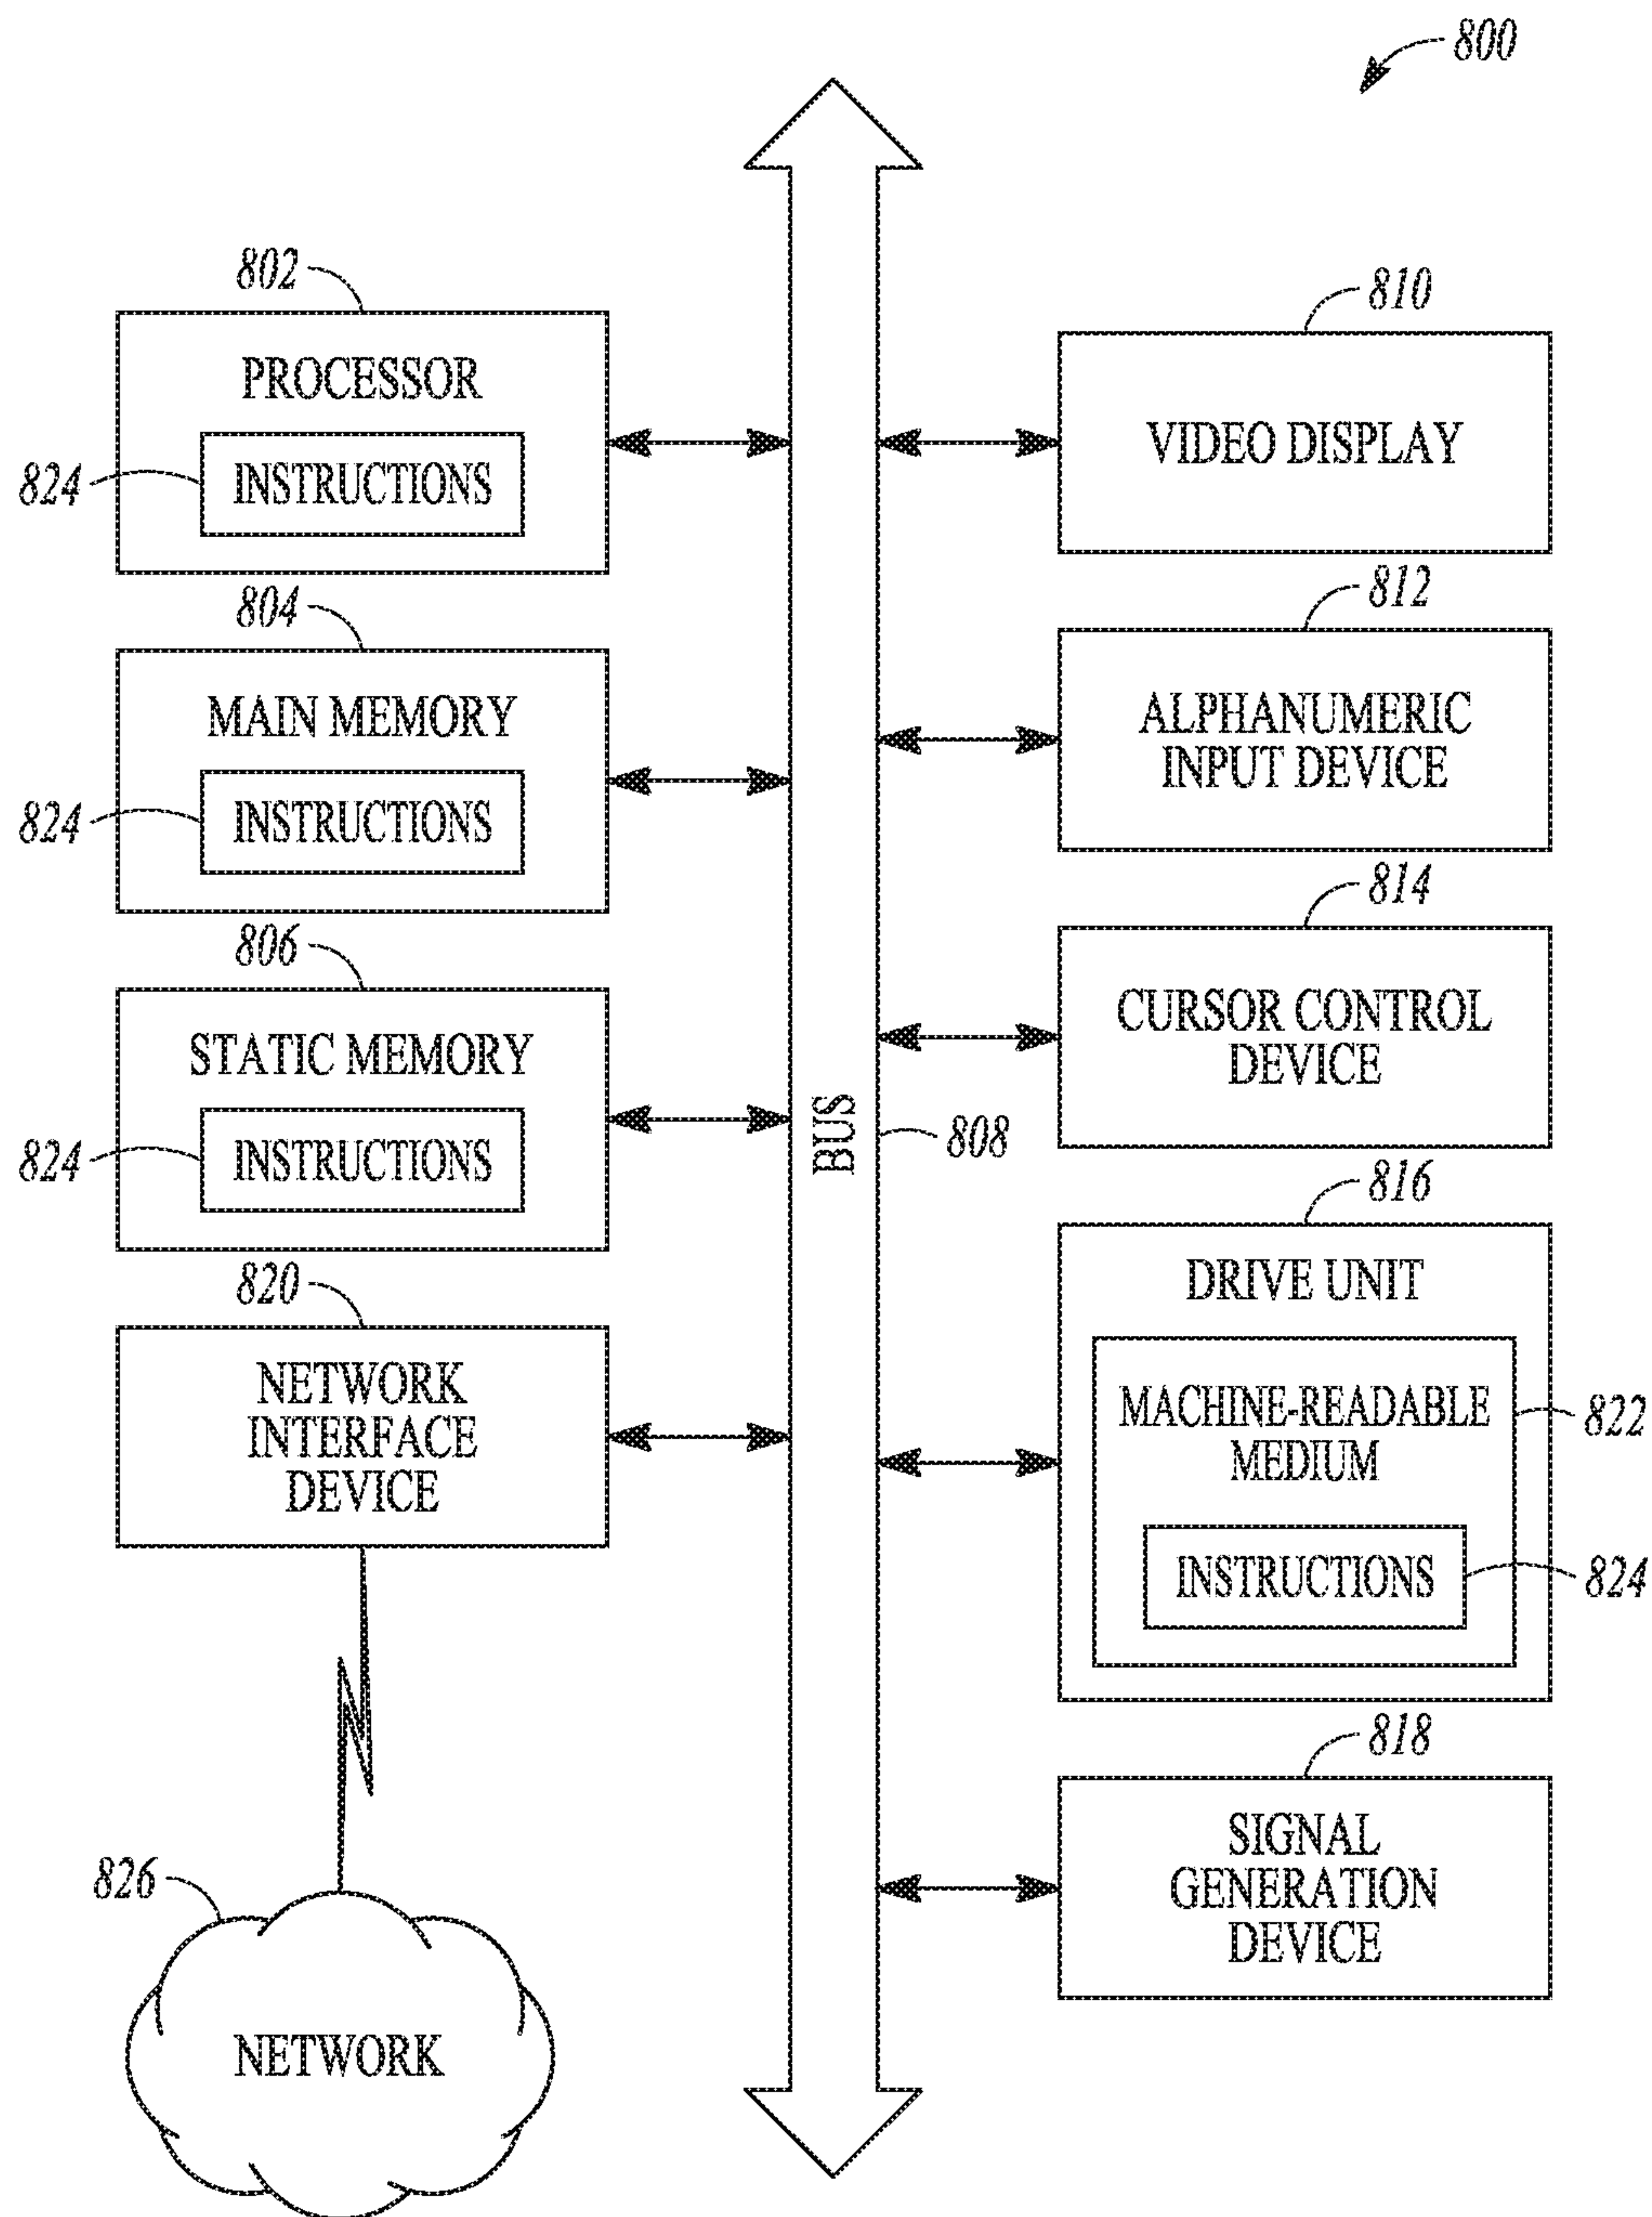 800
802
PROCESSOR
824
INSTRUCTIONS
804
MAIN MEMORY
824
INSTRUCTIONS
806
STATIC MEMORY
824
INSTRUCTIONS
820
NETWORK
INTERFACE
DEVICE
826
NETWORK
BUS
808
810
VIDEO DISPLAY
812
ALPHANUMERIC
INPUT DEVICE
814
CURSOR CONTROL
DEVICE
816
DRIVE UNIT
MACHINE-READABLE
MEDIUM
822
INSTRUCTIONS
824
818
SIGNAL
GENERATION
DEVICE